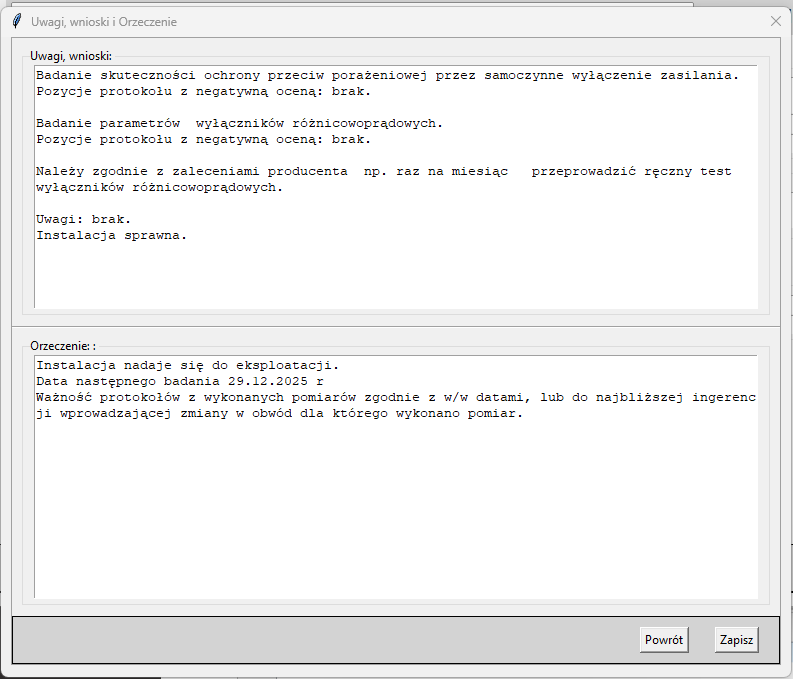 Uwagi, wnioski i Orzeczenie
Uwagi, wnioski:
Badanie skuteczności ochrony przeciw porażeniowej przez samoczynne wyłączenie zasilania.
Pozycje protokołu z negatywną oceną: brak.
Badanie parametrów  wyłączników różnicowoprądowych.
Pozycje protokołu z negatywną oceną: brak.
Należy zgodnie z zaleceniami producenta  np. raz na miesiąc   przeprowadzić ręczny test
wyłączników różnicowoprądowych.
Uwagi: brak.
Instalacja sprawna.
Orzeczenie: :
Instalacja nadaje się do eksploatacji.
Data następnego badania 29.12.2025 r
Ważność protokołów z wykonanych pomiarów zgodnie z w/w datami, lub do najbliższej ingerenc
ji wprowadzającej zmiany w obwód dla którego wykonano pomiar.
Powrót Zapisz